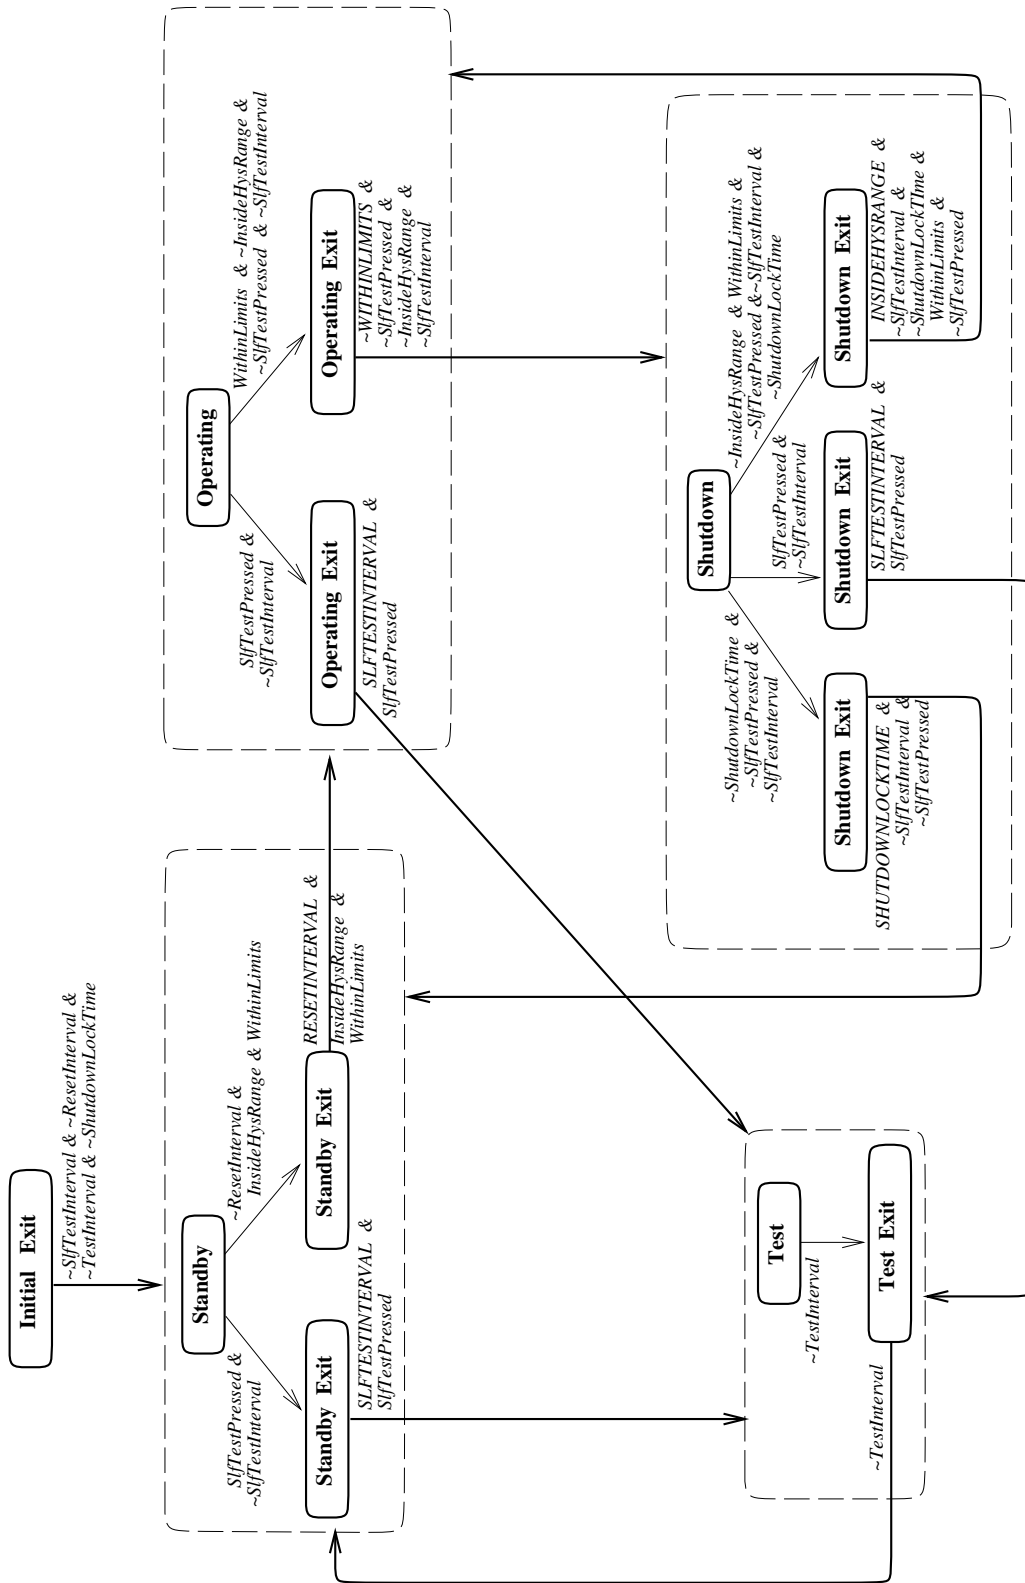 Initial Exit
~SlfTestInterval & ~ResetInterval &
~TestInterval & ~ShutdownLockTime
Standby
SlfTestPressed &
~SlfTestInterval
~ResetInterval &
InsideHysRange & WithinLimits
Standby Exit
SLFTESTINTERVAL &
SlfTestPressed
Standby Exit
RESETINTERVAL &
InsideHysRange &
WithinLimits
Operating
SlfTestPressed &
~SlfTestInterval
WithinLimits & ~InsideHysRange &
~SlfTestPressed & ~SlfTestInterval
Operating Exit
SLFTESTINTERVAL &
SlfTestPressed
Operating Exit
~WITHINLIMITS &
~SlfTestPressed &
~InsideHysRange &
~SlfTestInterval
Test
~TestInterval
Test Exit
~TestInterval
Shutdown
~ShutdownLockTime &
~SlfTestPressed &
~SlfTestInterval
SlfTestPressed &
~SlfTestInterval
~InsideHysRange & WithinLimits &
~SlfTestPressed &~SlfTestInterval &
~ShutdownLockTime
Shutdown Exit
SHUTDOWNLOCKTIME &
~SlfTestInterval &
~SlfTestPressed
Shutdown Exit
SLFTESTINTERVAL &
SlfTestPressed
Shutdown Exit
INSIDEHYSRANGE &
~SlfTestInterval &
~ShutdownLockTIme &
WithinLimits &
~SlfTestPressed